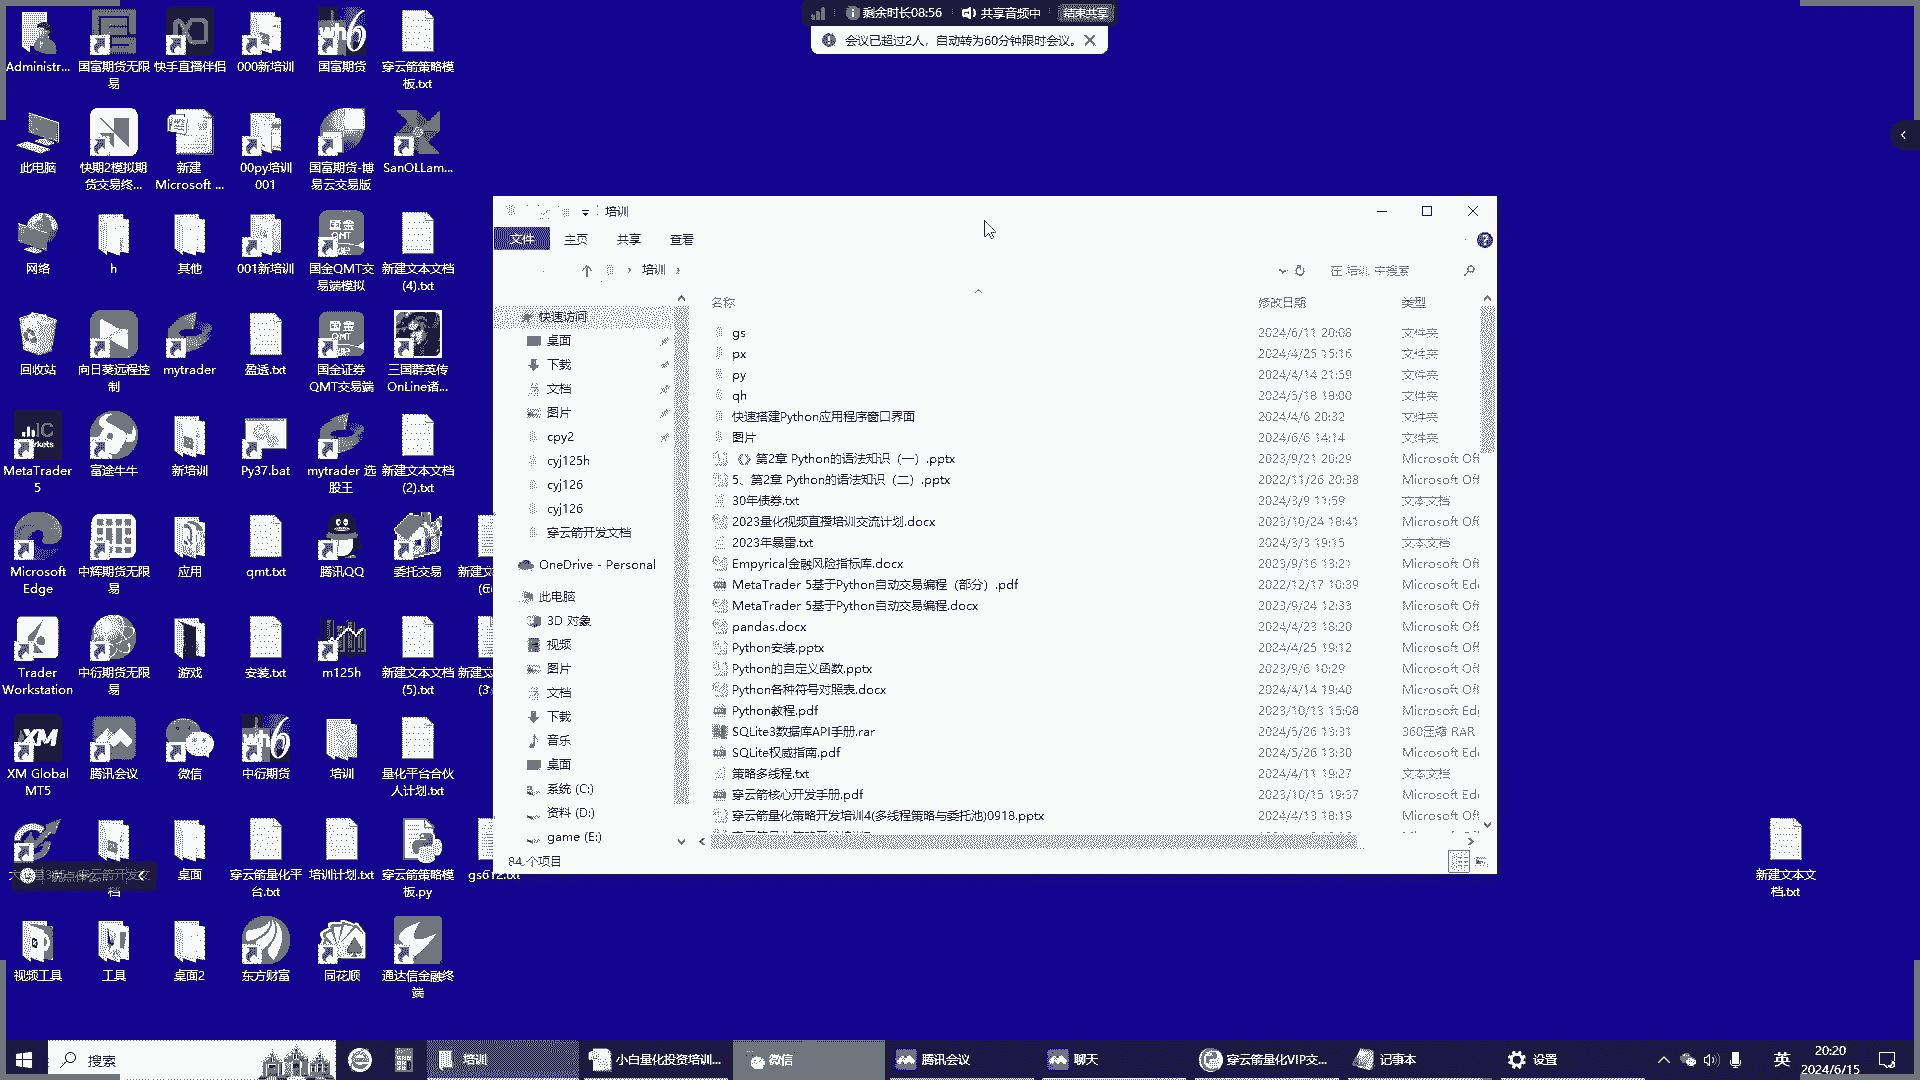 剩余时长08:56
共享音频中
结束共享
会议已超过2人，自动转为60分钟限时会议。
Administr...
国富期货无限易
快手直播伴侣
000新培训
国富期货
穿云箭策略模板.txt
此电脑
快期2模拟期货交易终...
新建 Microsoft ...
00py培训001
国富期货-博易云交易版
网络
h
其他
001新培训
国金QMT交易端模拟
新建文本文档(4).txt
回收站
向日葵远程控制
mytrader
盈透.txt
国金证券QMT交易端
三国群英传OnLine诸...
MetaTrader 5
富途牛牛
新培训
Py37.bat
mytrader 选股王
新建文本文档(2).txt
Microsoft Edge
中辉期货无限易
应用
qmt.txt
腾讯QQ
委托交易
Trader Workstation
中衍期货无限易
游戏
安装.txt
m125h
新建文本文档(5).txt
XM Global MT5
腾讯会议
微信
中衍期货
培训
量化平台合伙人计划.txt
桌面
穿云箭量化平台.txt
培训计划.txt
穿云箭策略模板.py
gs612.txt
视频工具
工具
桌面2
东方财富
同花顺
通达信金融终端
新建文本文档.txt
培训
文件
主页
共享
查看
培训
在 培训 中搜索
快速访问
桌面
下载
文档
图片
cpy2
cyj125h
cyj126
cyj126
穿云箭开发文档
OneDrive - Personal
此电脑
3D 对象
视频
图片
文档
下载
音乐
桌面
系统 (C:)
资料 (D:)
game (E:)
84 个项目
名称 修改日期 类型
gs 2024/6/11 20:08 文件夹
px 2024/4/25 15:16 文件夹
py 2024/4/14 21:59 文件夹
qh 2024/5/18 18:00 文件夹
快速搭建Python应用程序窗口界面 2024/4/6 20:32 文件夹
图片 2024/6/6 14:14 文件夹
《》 第2章 Python的语法知识（一）.pptx 2023/9/21 20:29 Microsoft Off
5、第2章 Python的语法知识（二）.pptx 2022/11/26 20:38 Microsoft Off
30年债券.txt 2024/3/9 11:59 文本文档
2023量化视频直播培训交流计划.docx 2023/10/24 18:41 Microsoft Off
2023年暴雷.txt 2024/3/3 19:15 文本文档
Empyrical金融风险指标库.docx 2023/9/16 13:21 Microsoft Off
MetaTrader 5基于Python自动交易编程（部分）.pdf 2022/12/17 10:39 Microsoft Ed
MetaTrader 5基于Python自动交易编程.docx 2023/9/24 12:33 Microsoft Off
pandas.docx 2024/4/23 18:20 Microsoft Off
Python安装.pptx 2024/4/25 19:12 Microsoft Off
Python的自定义函数.pptx 2023/9/6 10:29 Microsoft Off
Python各种符号对照表.docx 2024/4/14 19:40 Microsoft Off
Python教程.pdf 2023/10/13 15:08 Microsoft Ed
SQLite3数据库API手册.rar 2024/5/26 13:31 360压缩 RAR
SQLite权威指南.pdf 2024/5/26 13:30 Microsoft Ed
策略多线程.txt 2024/4/11 19:27 文本文档
穿云箭核心开发手册.pdf 2023/10/15 19:37 Microsoft Ed
穿云箭量化策略开发培训4(多线程策略与委托池)0918.pptx 2024/4/13 18:19 Microsoft Off
搜索
培训
小白量化投资培训...
微信
腾讯会议
聊天
穿云箭量化VIP交...
记事本
设置
英
20:20
2024/6/15